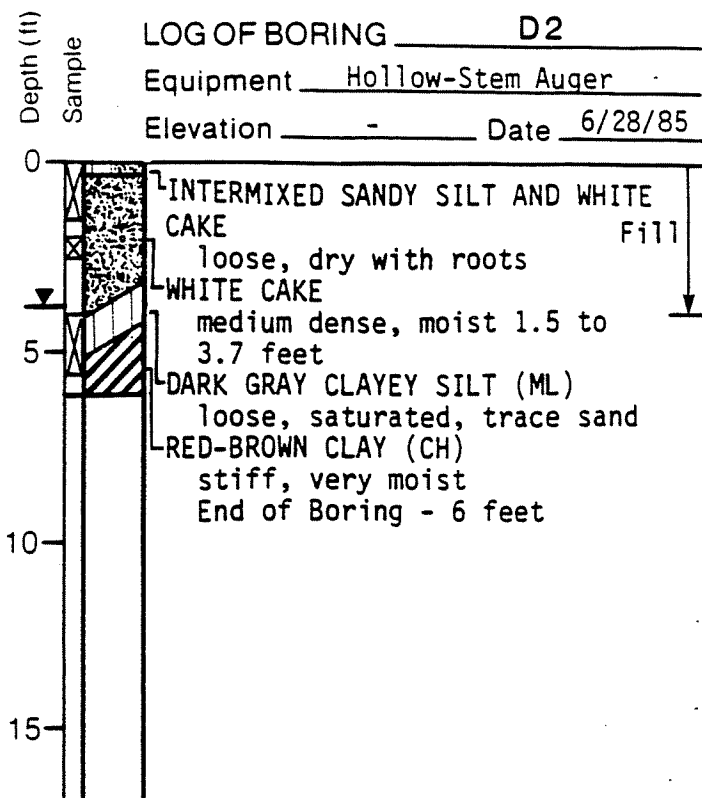 Depth (ft)
Sample
LOG OF BORING D2
Equipment Hollow-Stem Auger
Elevation - Date 6/28/85
0
INTERMIXED SANDY SILT AND WHITE
CAKE
Fill
loose, dry with roots
WHITE CAKE
medium dense, moist 1.5 to
3.7 feet
5
DARK GRAY CLAYEY SILT (ML)
loose, saturated, trace sand
RED-BROWN CLAY (CH)
stiff, very moist
End of Boring - 6 feet
10
15